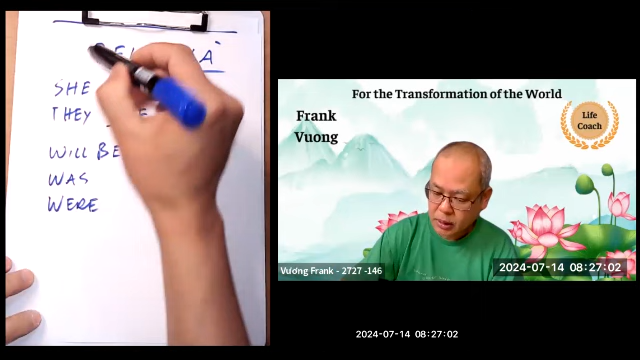 SHE
THEY
WILL BE
WAS
WERE
For the Transformation of the World
Frank
Vuong
Life
Coach
Vương Frank - 2727 -146
2024-07-14 08:27:02
2024-07-14 08:27:02